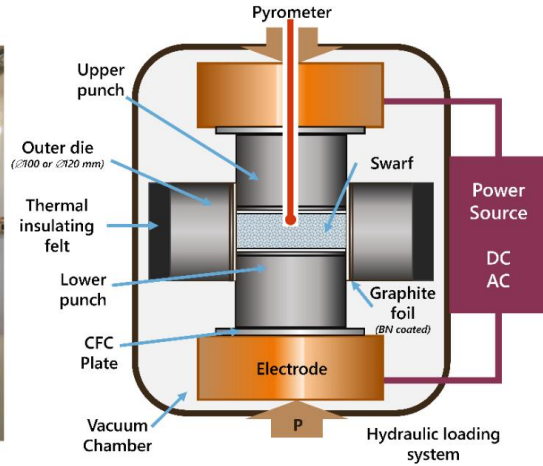 Pyrometer
Upper
punch
Outer die
(∅100 or ∅120 mm)
Swarf
Thermal
insulating
felt
Power
Source
DC
AC
Lower
punch
Graphite
foil
(BN coated)
CFC
Plate
Electrode
Vacuum
Chamber
P
Hydraulic loading
system